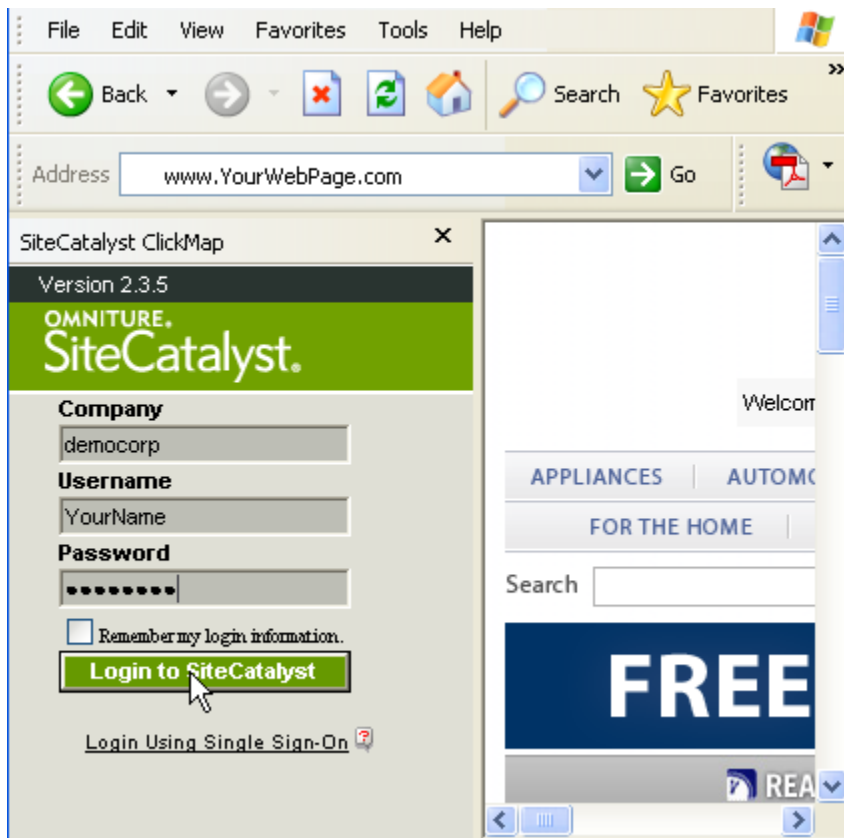 File Edit View Favorites Tools Help
Back Search Favorites
Address www.YourWebPage.com Go
SiteCatalyst ClickMap
Version 2.3.5
OMNITURE®
SiteCatalyst®
Company
democorp
Username
YourName
Password
••••••••
Remember my login information.
Login to SiteCatalyst
Login Using Single Sign-On
Welcom
APPLIANCES AUTOMO
FOR THE HOME
Search
FREE
REA